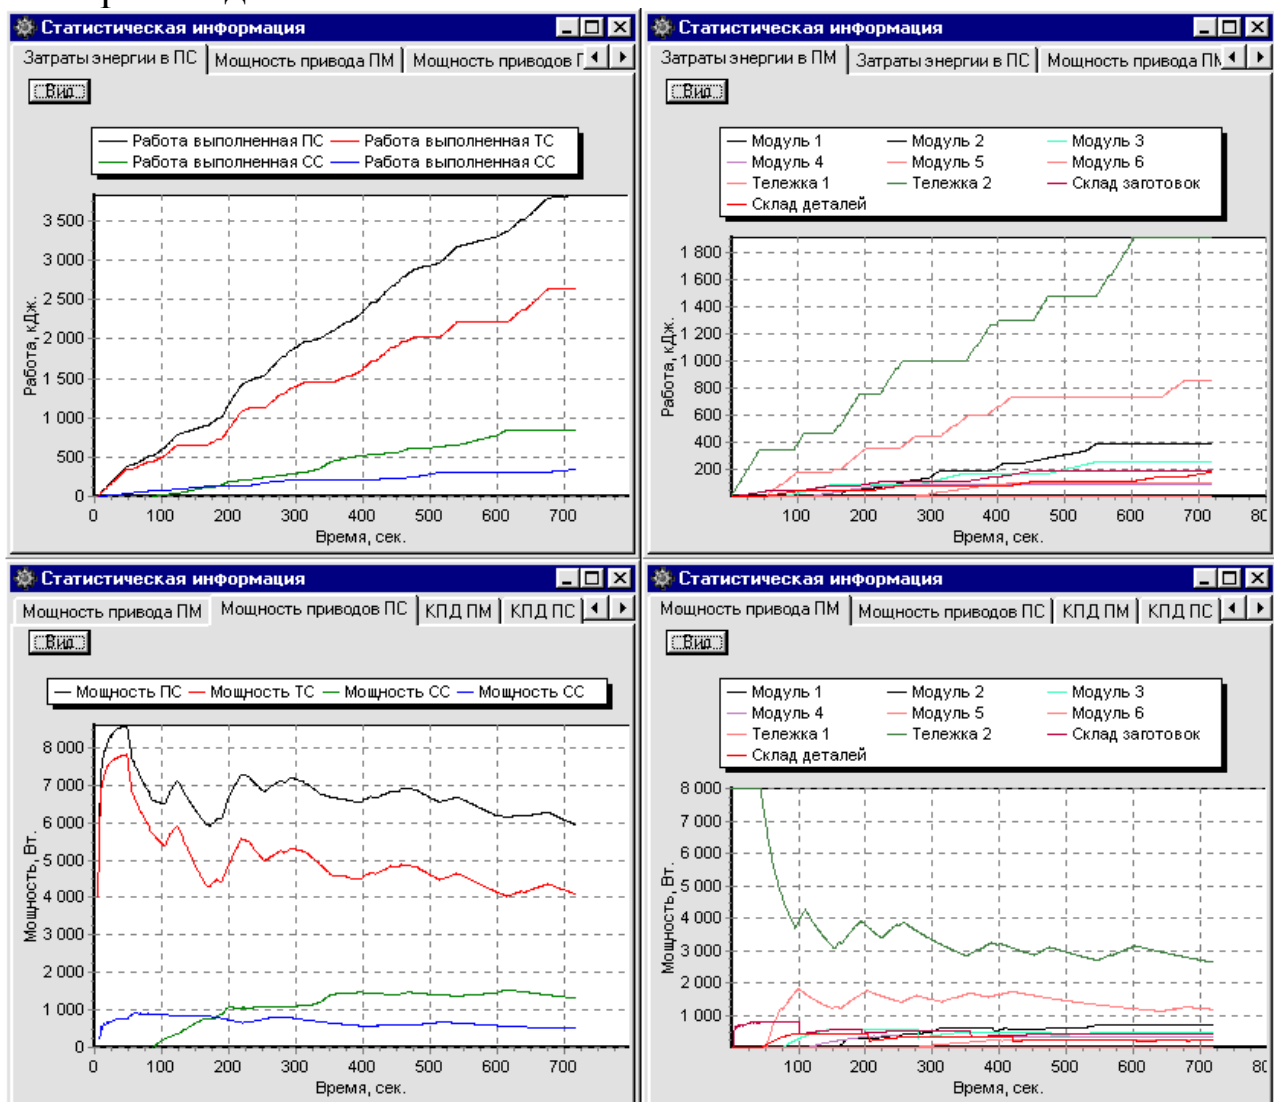 Статистическая информация
Затраты энергии в ПС Мощность привода ПМ Мощность приводов П
Вид
Работа выполненная ПС Работа выполненная ТС
Работа выполненная СС Работа выполненная СС
3 500
3 000
2 500
2 000
1 500
1 000
500
0
Работа, кДж.
0 100 200 300 400 500 600 700
Время, сек.
Статистическая информация
Затраты энергии в ПМ Затраты энергии в ПС Мощность привода ПМ
Вид
Модуль 1 Модуль 2 Модуль 3
Модуль 4 Модуль 5 Модуль 6
Тележка 1 Тележка 2 Склад заготовок
Склад деталей
1 800
1 600
1 400
1 200
1 000
800
600
400
200
Работа, кДж.
100 200 300 400 500 600 700 80
Время, сек.
Статистическая информация
Мощность привода ПМ Мощность приводов ПС КПД ПМ КПД ПС
Вид
Мощность ПС Мощность ТС Мощность СС Мощность СС
8 000
7 000
6 000
5 000
4 000
3 000
2 000
1 000
0
Мощность, Вт.
0 100 200 300 400 500 600 700
Время, сек.
Статистическая информация
Мощность привода ПМ Мощность приводов ПС КПД ПМ КПД ПС
Вид
Модуль 1 Модуль 2 Модуль 3
Модуль 4 Модуль 5 Модуль 6
Тележка 1 Тележка 2 Склад заготовок
Склад деталей
8 000
7 000
6 000
5 000
4 000
3 000
2 000
1 000
Мощность, Вт.
100 200 300 400 500 600 700 80
Время, сек.